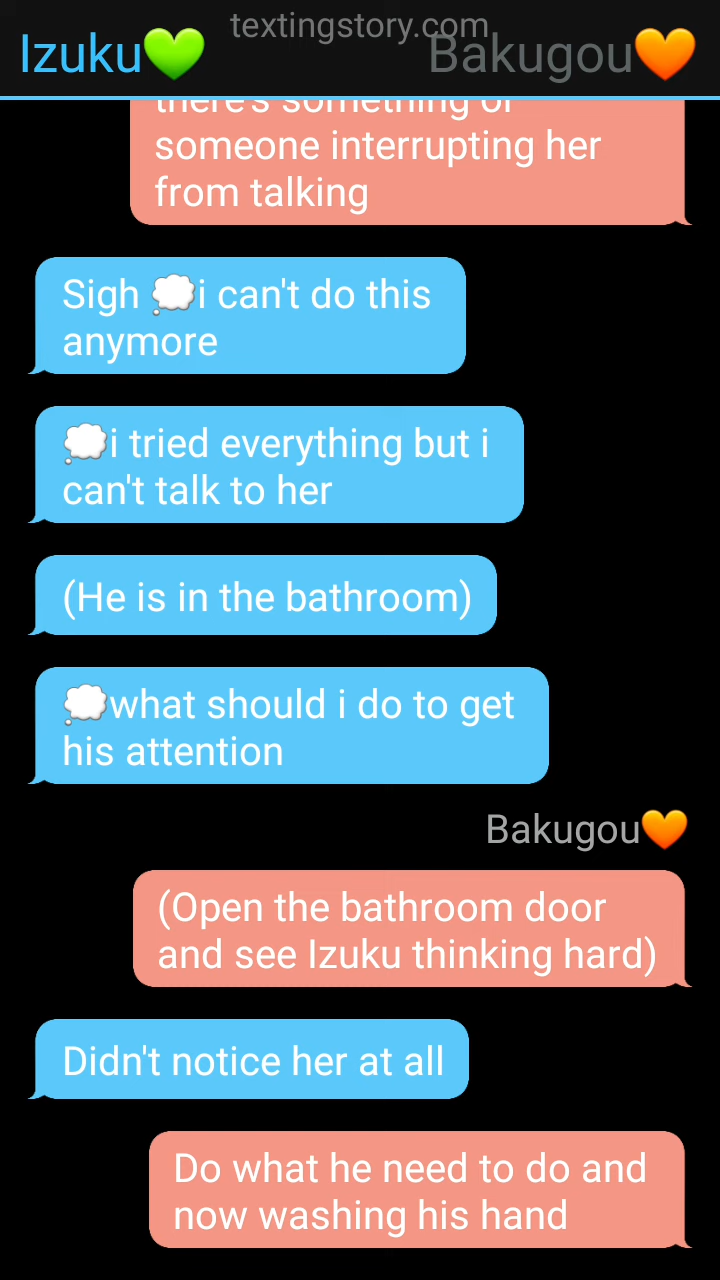 textingstory.com
Izuku💚 Bakugou🧡
there's something or
someone interrupting her
from talking
Sigh 💭i can't do this
anymore
💭i tried everything but i
can't talk to her
(He is in the bathroom)
💭what should i do to get
his attention
Bakugou🧡
(Open the bathroom door
and see Izuku thinking hard)
Didn't notice her at all
Do what he need to do and
now washing his hand